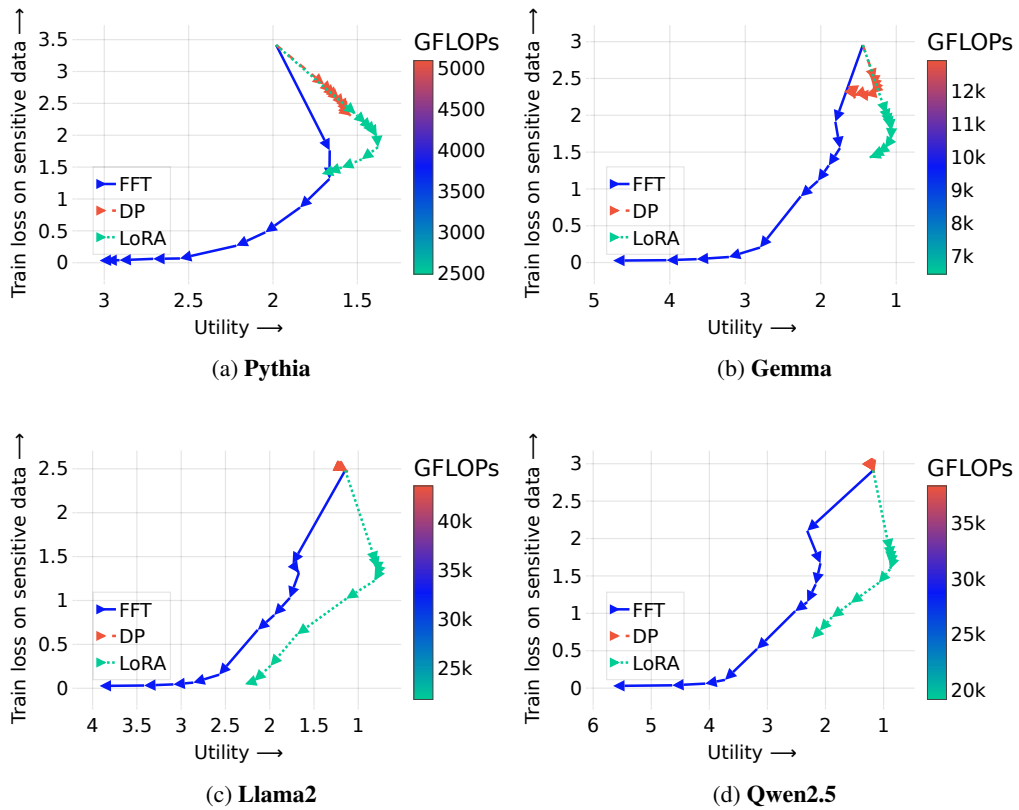 Train loss on sensitive data ⟶
3.5
3
2.5
2
1.5
1
0.5
0
FFT
DP
LoRA
3
2.5
2
1.5
Utility ⟶
GFLOPs
5000
4500
4000
3500
3000
2500
(a) Pythia
Train loss on sensitive data ⟶
3
2.5
2
1.5
1
0.5
0
FFT
DP
LoRA
5
4
3
2
1
Utility ⟶
GFLOPs
12k
11k
10k
9k
8k
7k
(b) Gemma
Train loss on sensitive data ⟶
2.5
2
1.5
1
0.5
0
FFT
DP
LoRA
4
3.5
3
2.5
2
1.5
1
Utility ⟶
GFLOPs
40k
35k
30k
25k
(c) Llama2
Train loss on sensitive data ⟶
3
2.5
2
1.5
1
0.5
0
FFT
DP
LoRA
6
5
4
3
2
1
Utility ⟶
GFLOPs
35k
30k
25k
20k
(d) Qwen2.5